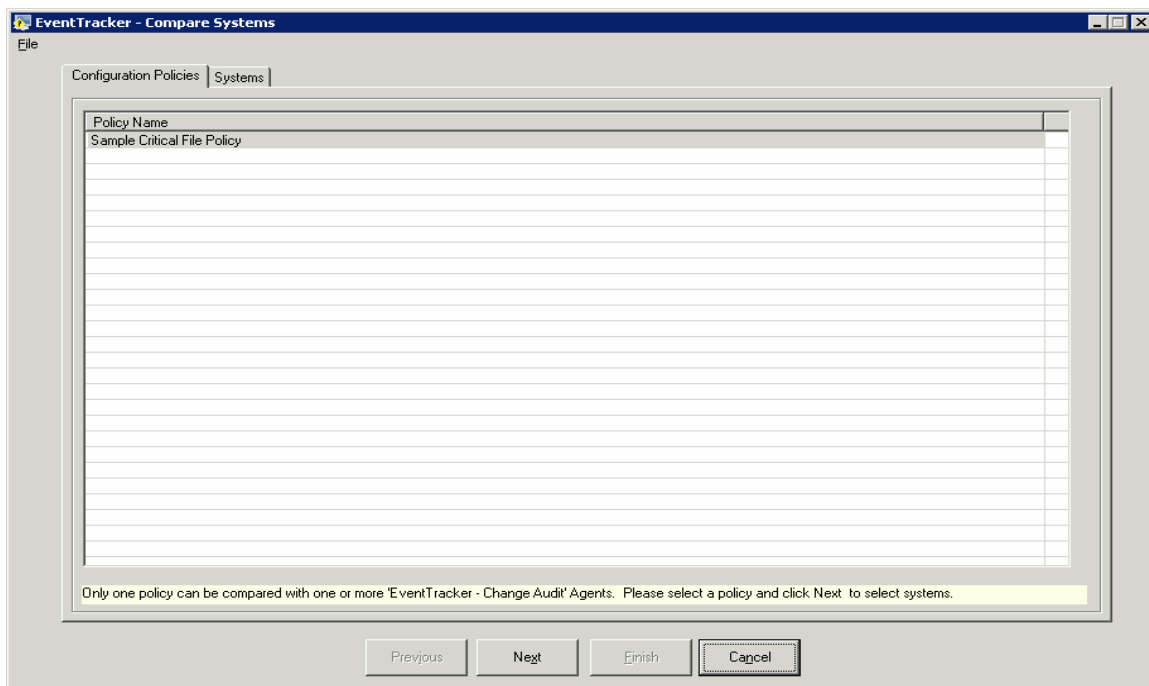 EventTracker - Compare Systems
File
Configuration Policies
Systems
Policy Name
Sample Critical File Policy
Only one policy can be compared with one or more 'EventTracker - Change Audit' Agents. Please select a policy and click Next to select systems.
Previous
Next
Finish
Cancel